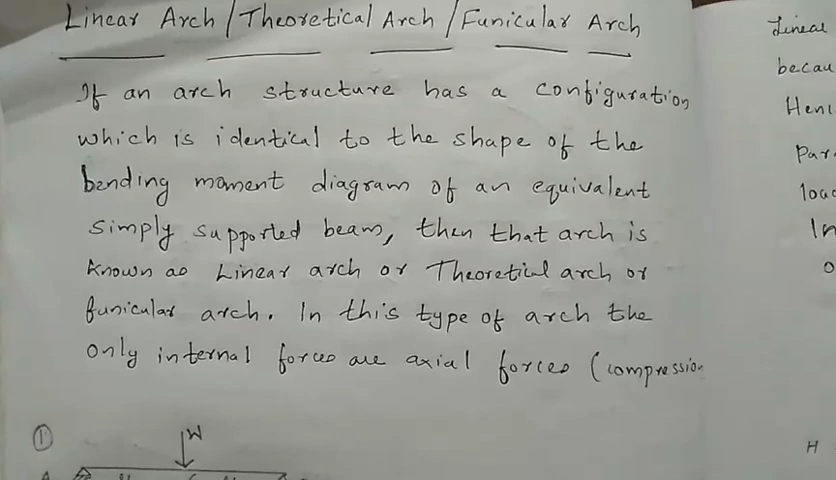 Linear Arch / Theoretical Arch / Funicular Arch
If an arch structure has a configuration
which is identical to the shape of the
bending moment diagram of an equivalent
simply supported beam, then that arch is
known as Linear arch or Theoretical arch or
funicular arch. In this type of arch the
only internal forces are axial forces (compression
① W
Linear
becau
Henc
Par
load
In
H